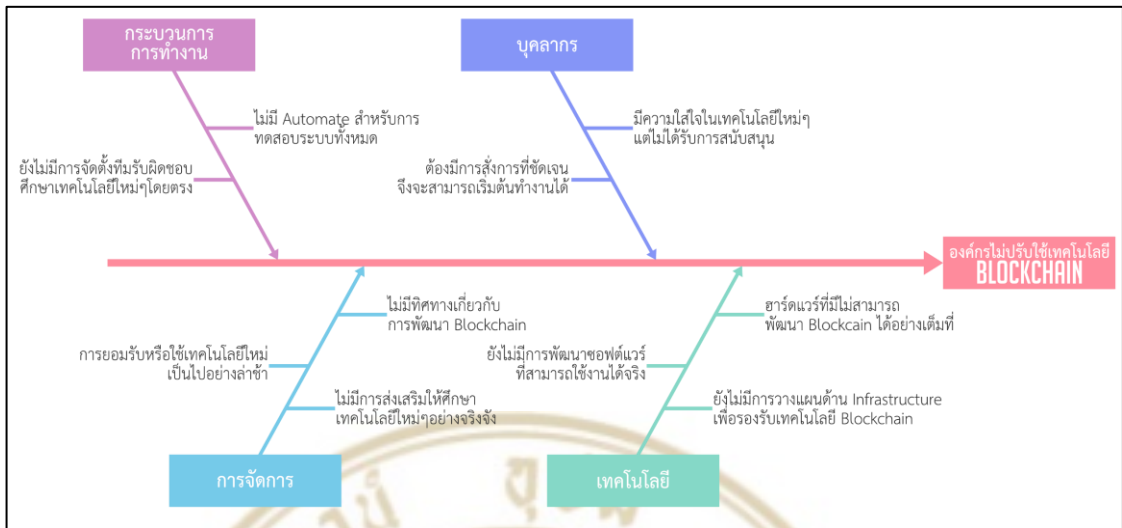 กระบวนการ
การทำงาน
บุคลากร
ไม่มี Automate สำหรับการ
ทดสอบระบบทั้งหมด
ยังไม่มีการจัดตั้งทีมรับผิดชอบ
ศึกษาเทคโนโลยีใหม่ๆโดยตรง
มีความใส่ใจในเทคโนโลยีใหม่ๆ
แต่ไม่ได้รับการสนับสนุน
ต้องมีการสั่งการที่ชัดเจน
จึงจะสามารถเริ่มต้นทำงานได้
องค์กรไม่ปรับใช้เทคโนโลยี
BLOCKCHAIN
ไม่มีทิศทางเกี่ยวกับ
การพัฒนา Blockchain
การยอมรับหรือใช้เทคโนโลยีใหม่
เป็นไปอย่างล่าช้า
ไม่มีการส่งเสริมให้ศึกษา
เทคโนโลยีใหม่ๆอย่างจริงจัง
ฮาร์ดแวร์ที่มีไม่สามารถ
พัฒนา Blockcain ได้อย่างเต็มที่
ยังไม่มีการพัฒนาซอฟต์แวร์
ที่สามารถใช้งานได้จริง
ยังไม่มีการวางแผนด้าน Infrastructure
เพื่อรองรับเทคโนโลยี Blockchain
การจัดการ
เทคโนโลยี